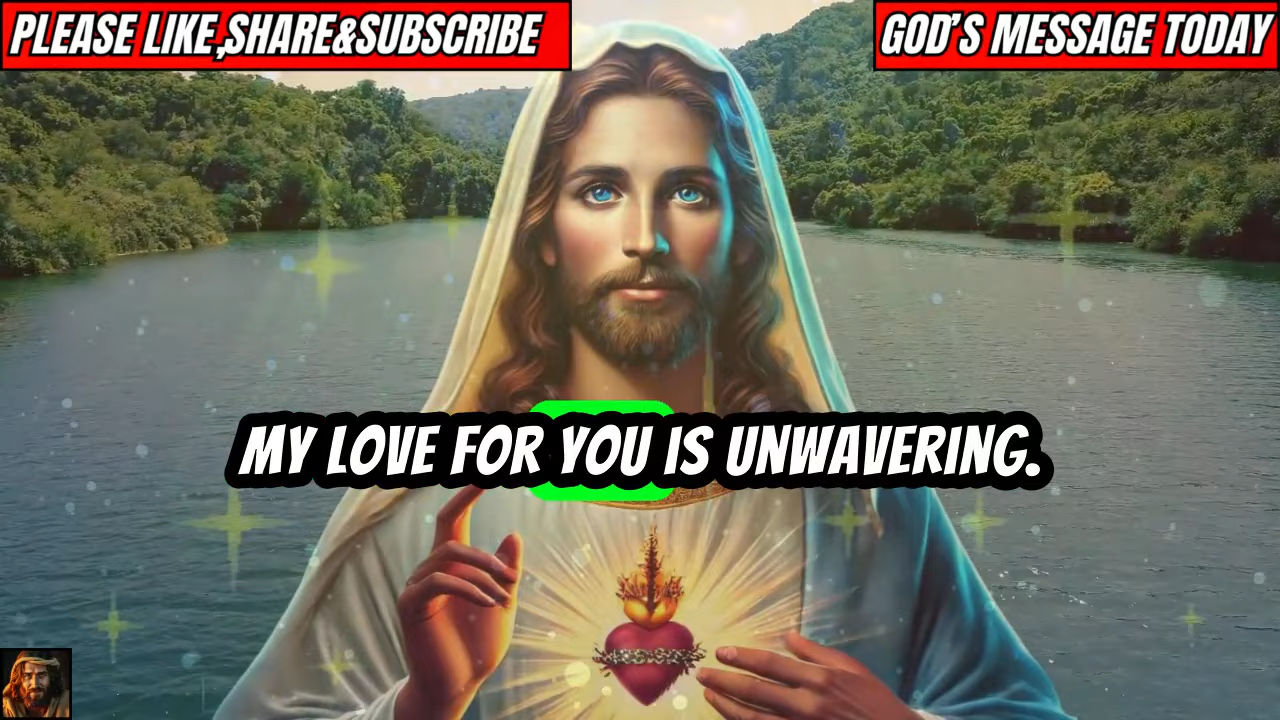 PLEASE LIKE,SHARE&SUBSCRIBE
GOD'S MESSAGE TODAY
MY LOVE FOR YOU IS UNWAVERING.